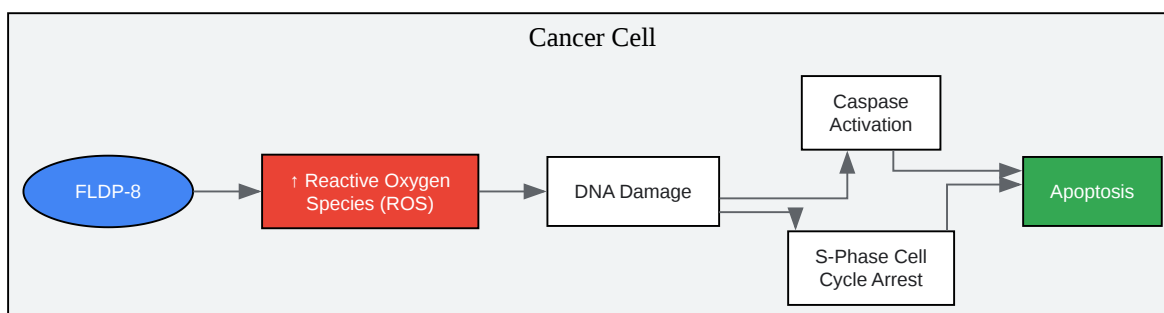 Cancer Cell
FLDP-8
↑ Reactive Oxygen
Species (ROS)
DNA Damage
Caspase
Activation
S-Phase Cell
Cycle Arrest
Apoptosis